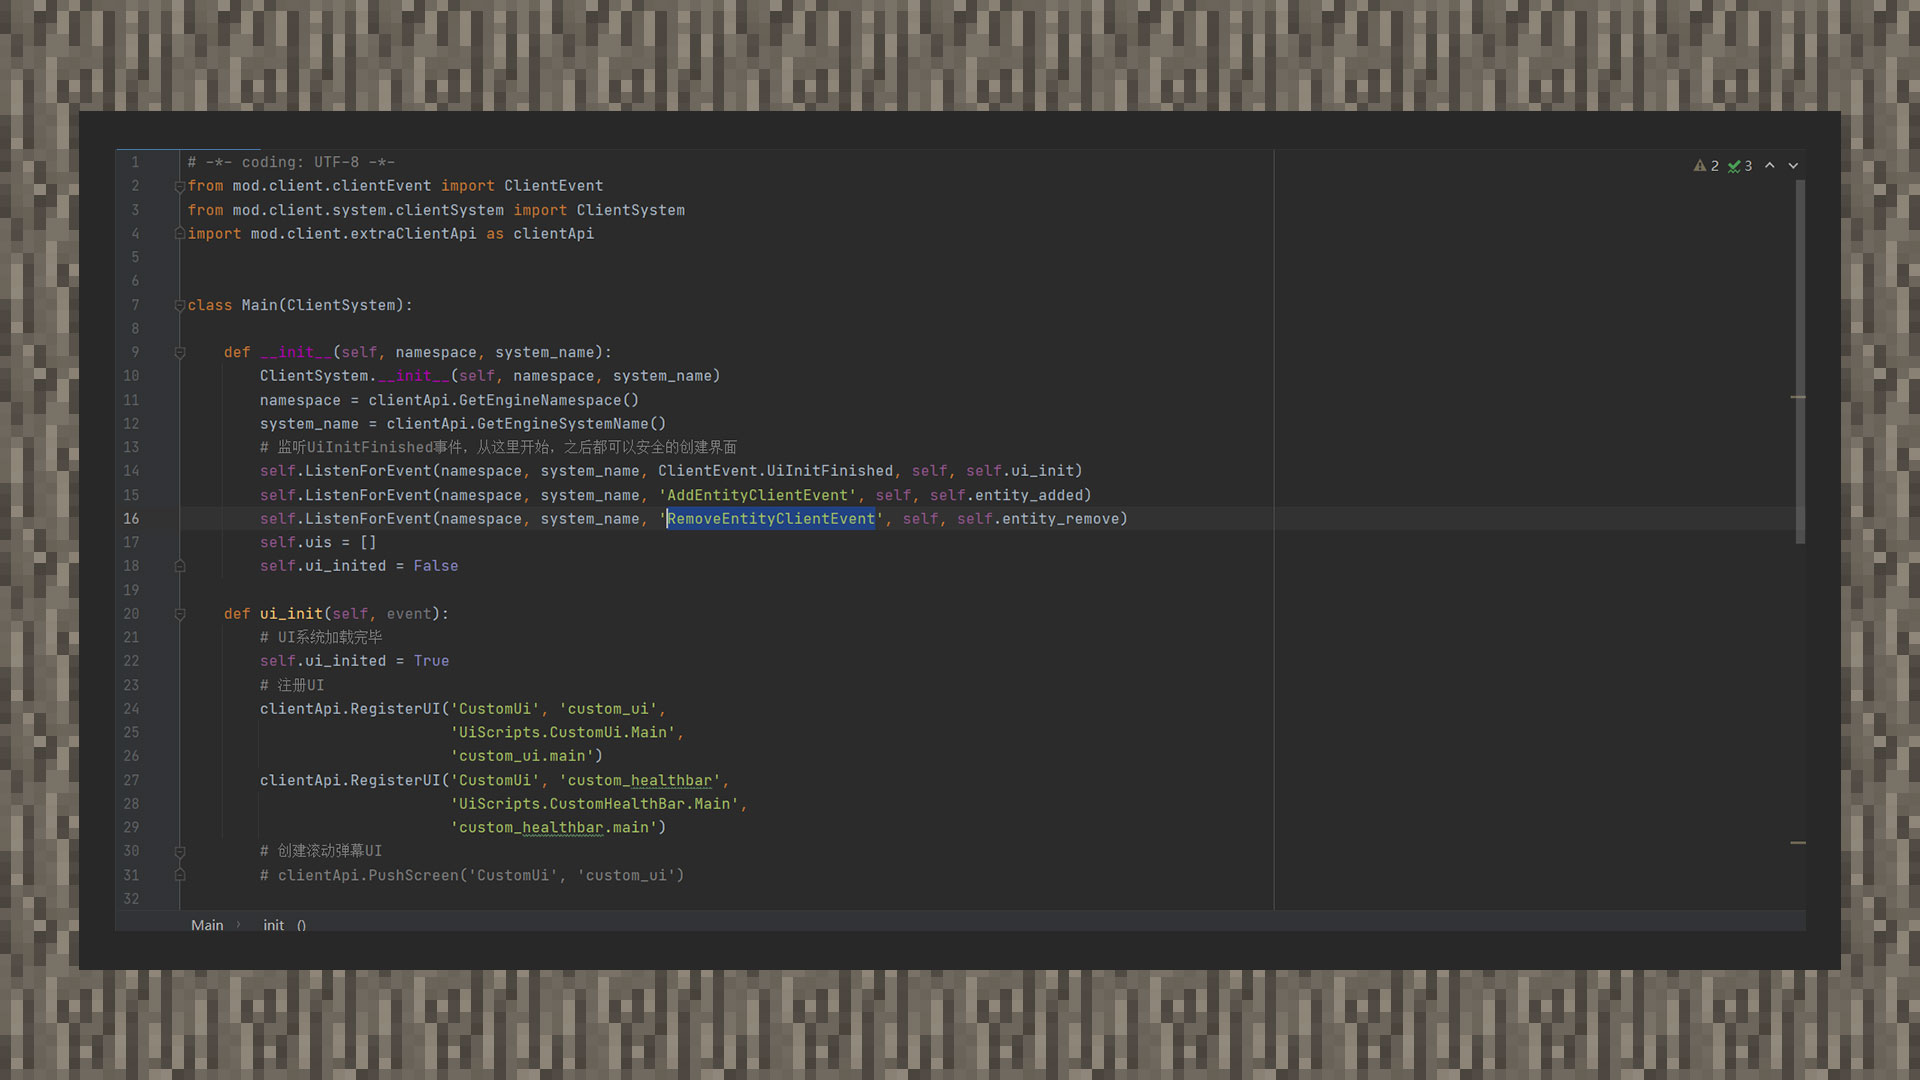 1 # -*- coding: UTF-8 -*-
2 from mod.client.clientEvent import ClientEvent
3 from mod.client.system.clientSystem import ClientSystem
4 import mod.client.extraClientApi as clientApi
5
6
7 class Main(ClientSystem):
8
9 def __init__(self, namespace, system_name):
10 ClientSystem.__init__(self, namespace, system_name)
11 namespace = clientApi.GetEngineNamespace()
12 system_name = clientApi.GetEngineSystemName()
13 # 监听UiInitFinished事件，从这里开始，之后都可以安全的创建界面
14 self.ListenForEvent(namespace, system_name, ClientEvent.UiInitFinished, self, self.ui_init)
15 self.ListenForEvent(namespace, system_name, 'AddEntityClientEvent', self, self.entity_added)
16 self.ListenForEvent(namespace, system_name, 'RemoveEntityClientEvent', self, self.entity_remove)
17 self.uis = []
18 self.ui_inited = False
19
20 def ui_init(self, event):
21 # UI系统加载完毕
22 self.ui_inited = True
23 # 注册UI
24 clientApi.RegisterUI('CustomUi', 'custom_ui',
25 'UiScripts.CustomUi.Main',
26 'custom_ui.main')
27 clientApi.RegisterUI('CustomUi', 'custom_healthbar',
28 'UiScripts.CustomHealthBar.Main',
29 'custom_healthbar.main')
30 # 创建滚动弹幕UI
31 # clientApi.PushScreen('CustomUi', 'custom_ui')
32
2 3
Main › init ()